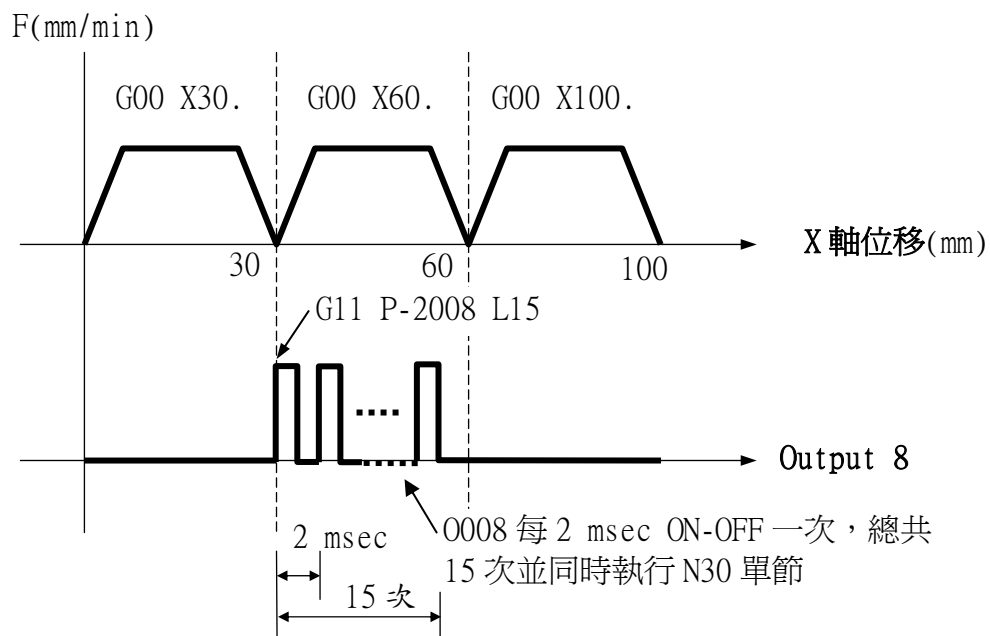 F(mm/min)
G00 X30.
G00 X60.
G00 X100.
30
60
100
X 軸位移(mm)
G11 P-2008 L15
Output 8
2 msec
O008 每 2 msec ON-OFF 一次，總共
15 次並同時執行 N30 單節
15 次